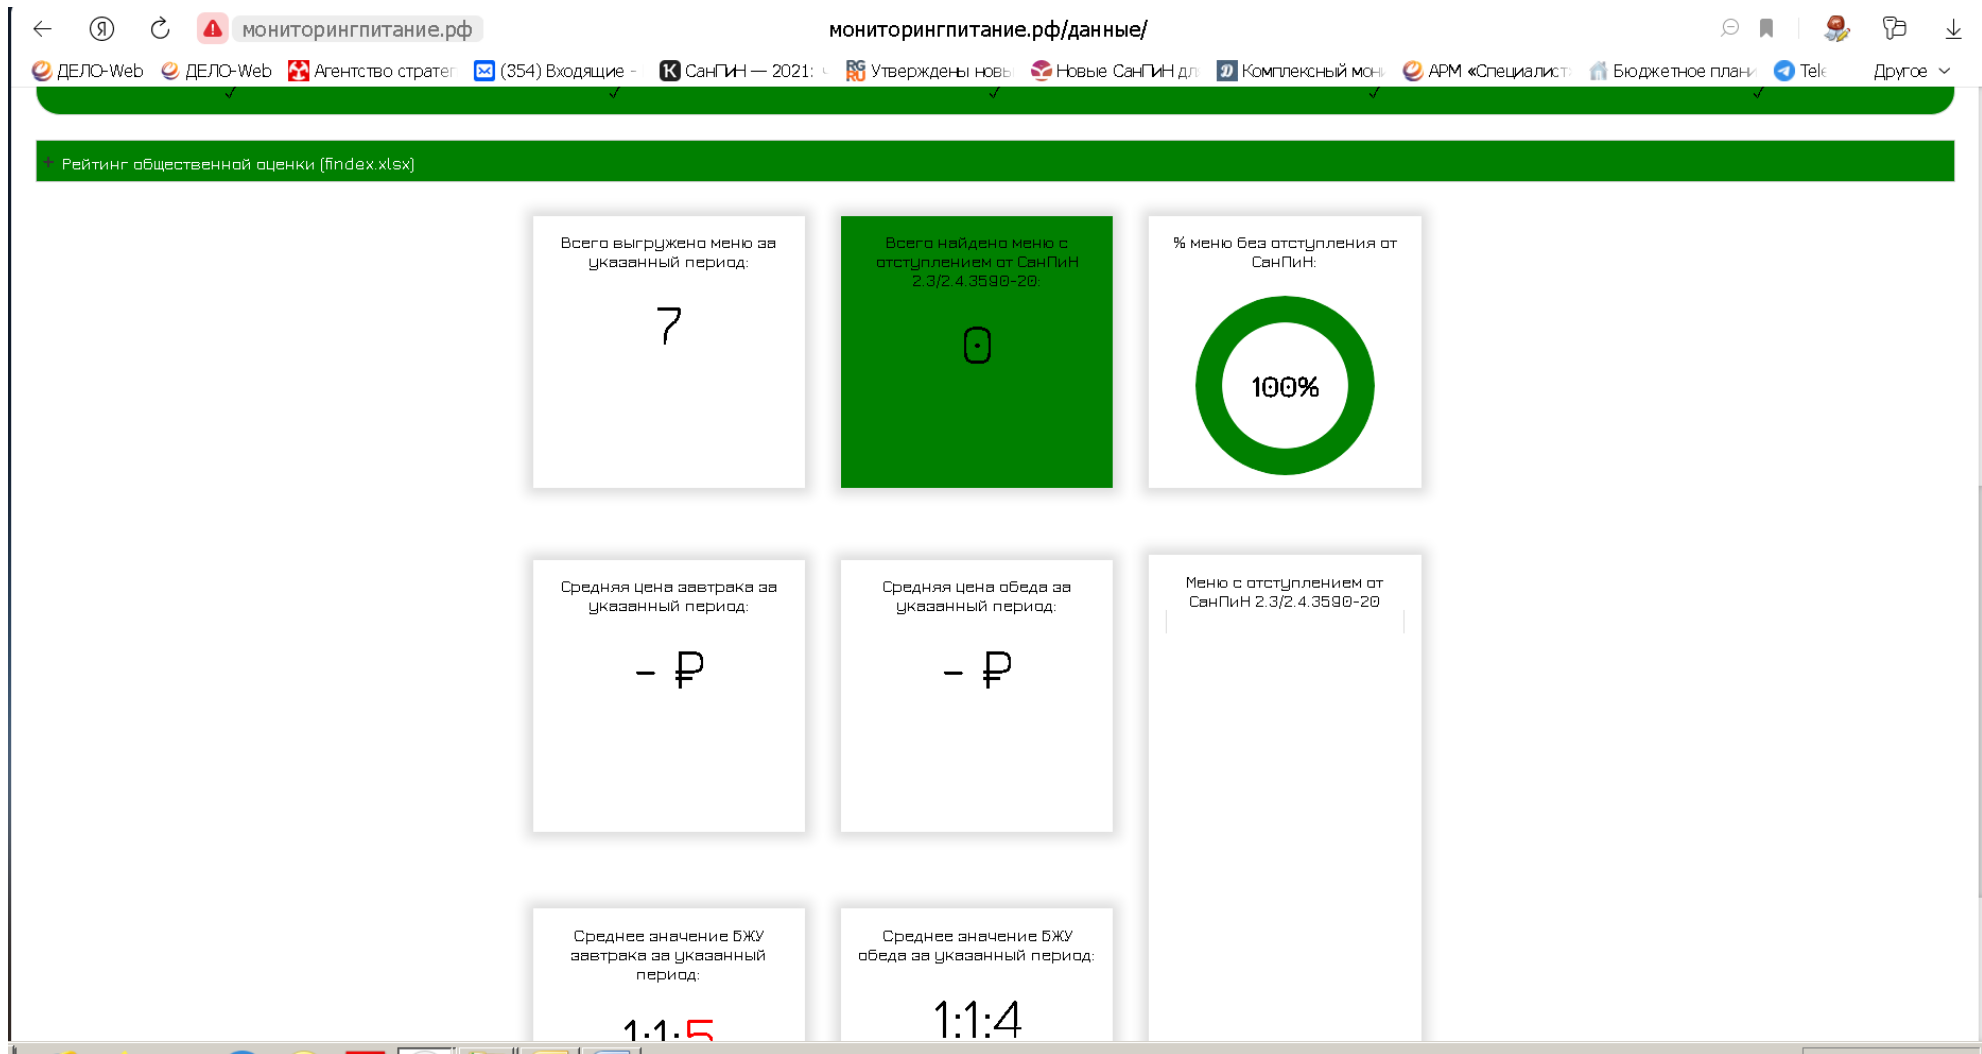 мониторингпитание.рф
мониторингпитание.рф/данные/
ДЕЛО-Web
ДЕЛО-Web
Агентство стратег
(354) Входящие -
СанПиН — 2021:
Утверждены новы
Новые СанПиН дл
Комплексный мон
АРМ «Специалист
Бюджетное план
Tele
Другое
+ Рейтинг общественной оценки (findex.xlsx)
Всего выгружено меню за
указанный период:
7
Всего найдено меню с
отступлением от СанПиН
2.3/2.4.3590-20:
0
% меню без отступления от
СанПиН:
100%
Средняя цена завтрака за
указанный период:
- ₽
Средняя цена обеда за
указанный период:
- ₽
Меню с отступлением от
СанПиН 2.3/2.4.3590-20
Среднее значение БЖУ
завтрака за указанный
период:
1:1:5
Среднее значение БЖУ
обеда за указанный период:
1:1:4